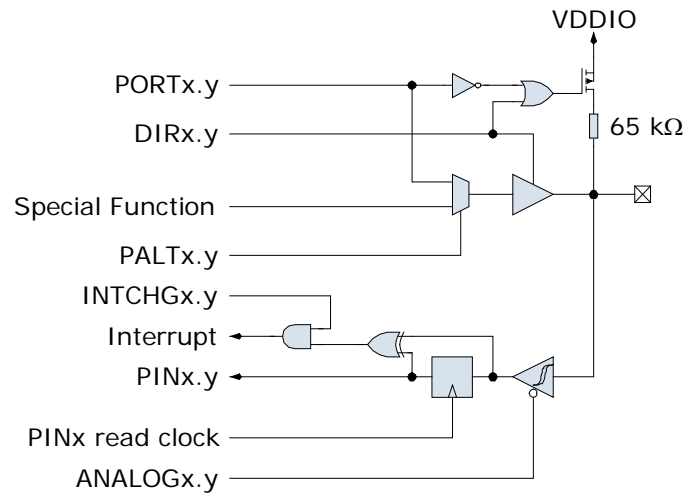 VDDIO
PORTx.y
65 kΩ
DIRx.y
Special Function
PALTx.y
INTCHGx.y
Interrupt
PINx.y
PINx read clock
ANALOGx.y